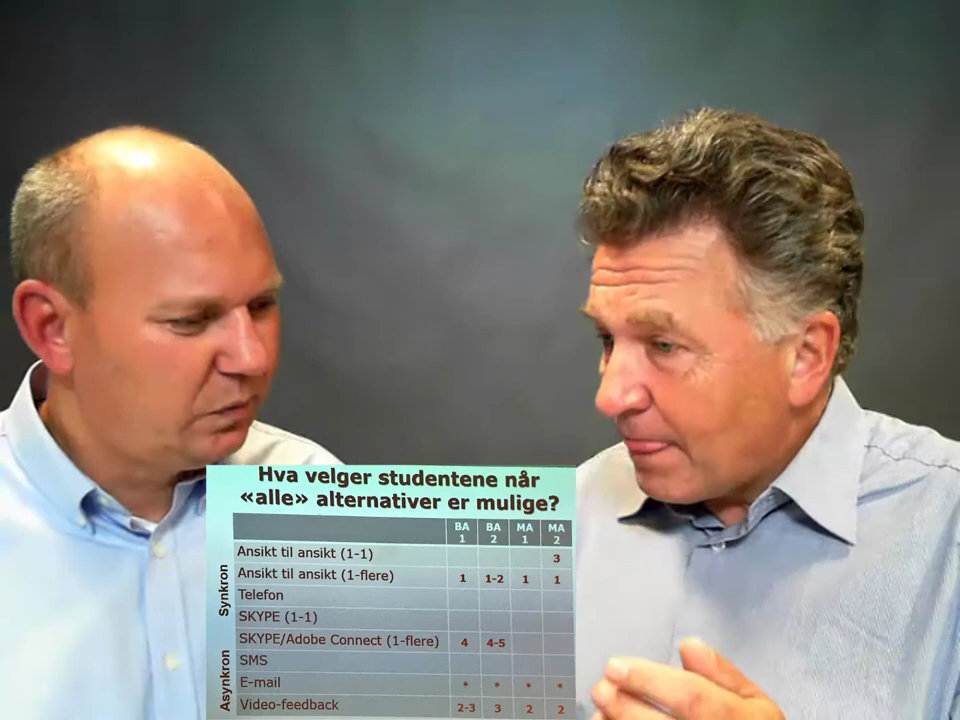 Hva velger studentene når
«alle» alternativer er mulige?
BA 1 BA 2 MA 1 MA 2
Ansikt til ansikt (1-1) 3
Ansikt til ansikt (1-flere) 1 1-2 1 1
Telefon
SKYPE (1-1)
SKYPE/Adobe Connect (1-flere) 4 4-5
SMS
E-mail * * * *
Video-feedback 2-3 3 2 2
Synkron
Asynkron